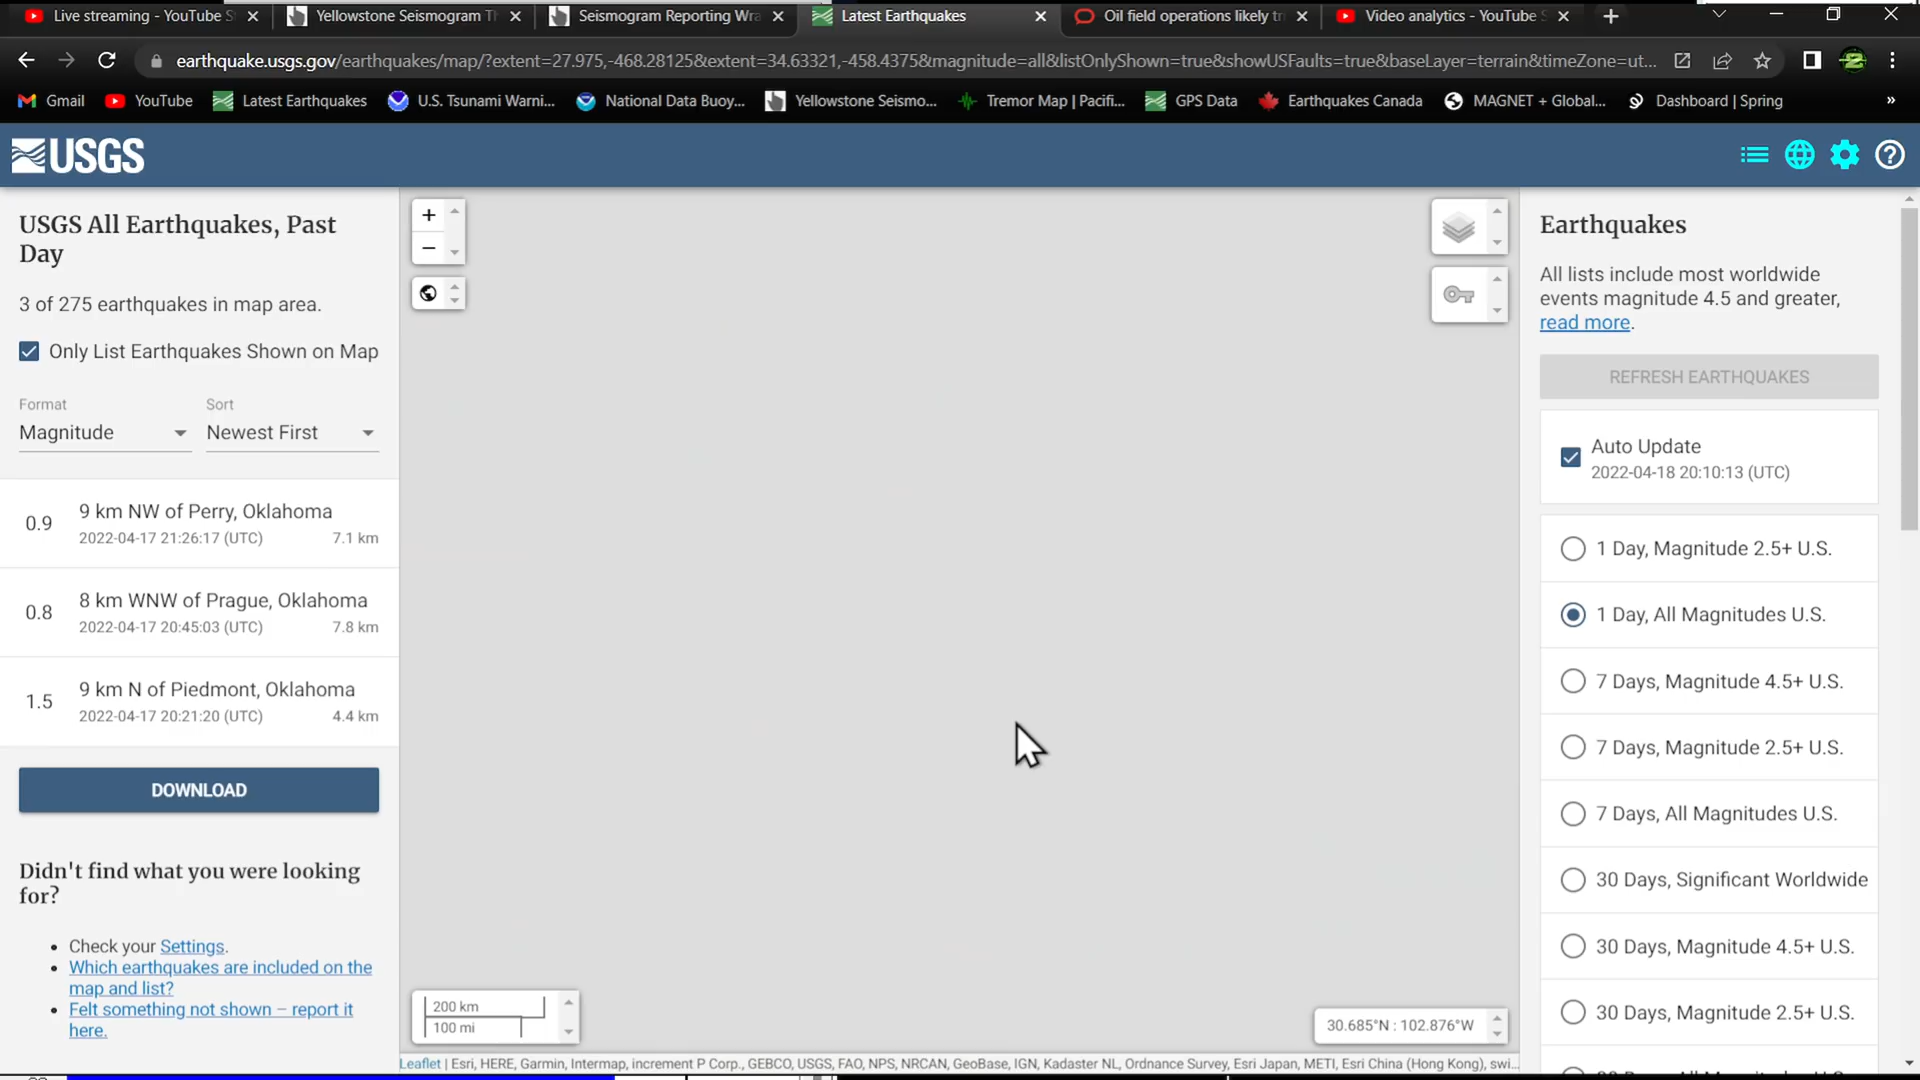 Live streaming - YouTube S
Yellowstone Seismogram Th
Seismogram Reporting Wra
Latest Earthquakes
Oil field operations likely tr
Video analytics - YouTube S
earthquake.usgs.gov/earthquakes/map/?extent=27.975,-468.28125&extent=34.63321,-458.4375&magnitude=all&listOnlyShown=true&showUSFaults=true&baseLayer=terrain&timeZone=ut...
Gmail
YouTube
Latest Earthquakes
U.S. Tsunami Warni...
National Data Buoy...
Yellowstone Seismo...
Tremor Map | Pacifi...
GPS Data
Earthquakes Canada
MAGNET + Global...
Dashboard | Spring
»
USGS
USGS All Earthquakes, Past
Day
3 of 275 earthquakes in map area.
Only List Earthquakes Shown on Map
Format
Sort
Magnitude
Newest First
0.9
9 km NW of Perry, Oklahoma
2022-04-17 21:26:17 (UTC)
7.1 km
0.8
8 km WNW of Prague, Oklahoma
2022-04-17 20:45:03 (UTC)
7.8 km
1.5
9 km N of Piedmont, Oklahoma
2022-04-17 20:21:20 (UTC)
4.4 km
DOWNLOAD
Didn't find what you were looking
for?
• Check your Settings.
• Which earthquakes are included on the
map and list?
• Felt something not shown – report it
here.
+
−
200 km
100 mi
30.685°N : 102.876°W
Leaflet | Esri, HERE, Garmin, Intermap, increment P Corp., GEBCO, USGS, FAO, NPS, NRCAN, GeoBase, IGN, Kadaster NL, Ordnance Survey, Esri Japan, METI, Esri China (Hong Kong), swi...
Earthquakes
All lists include most worldwide
events magnitude 4.5 and greater,
read more.
REFRESH EARTHQUAKES
Auto Update
2022-04-18 20:10:13 (UTC)
1 Day, Magnitude 2.5+ U.S.
1 Day, All Magnitudes U.S.
7 Days, Magnitude 4.5+ U.S.
7 Days, Magnitude 2.5+ U.S.
7 Days, All Magnitudes U.S.
30 Days, Significant Worldwide
30 Days, Magnitude 4.5+ U.S.
30 Days, Magnitude 2.5+ U.S.